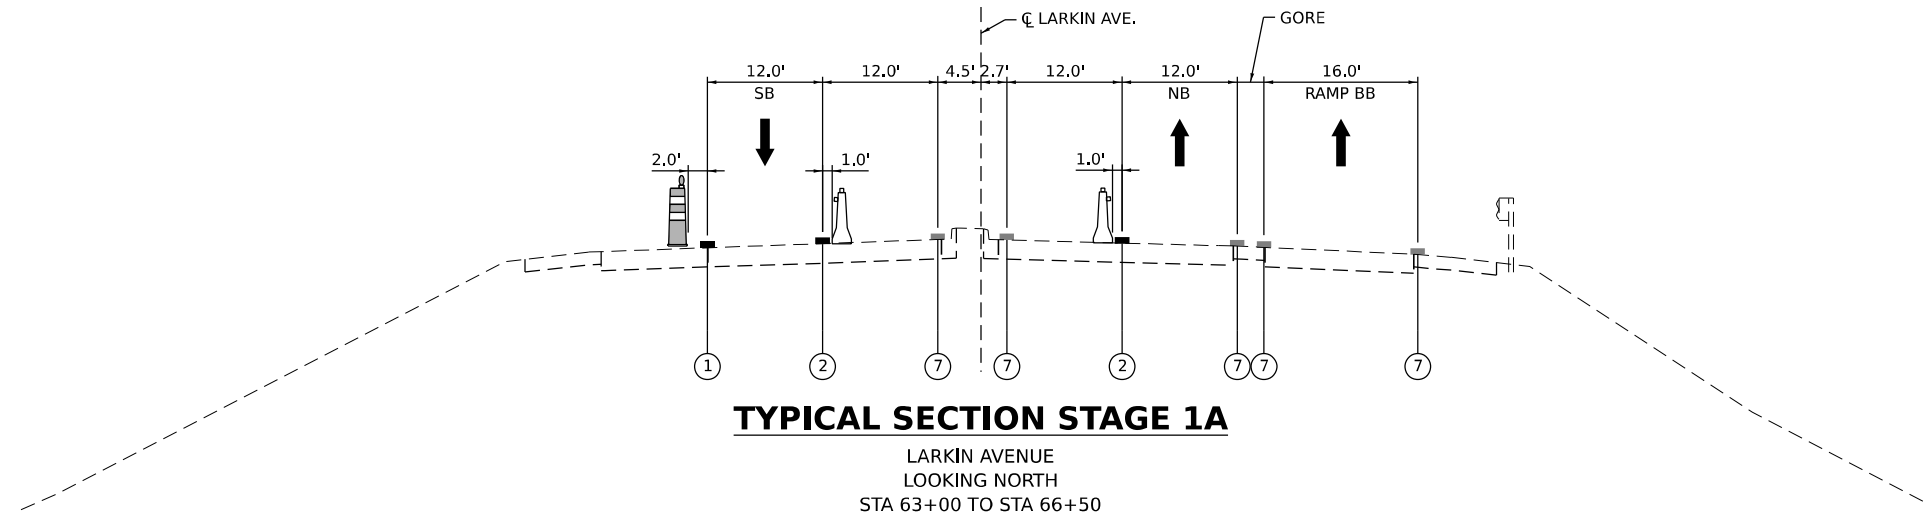 ℄ LARKIN AVE.
GORE
12.0' 12.0' 4.5' 2.7' 12.0' 12.0' 16.0'
SB NB RAMP BB
2.0' 1.0' 1.0'
1 2 7 7 2 7 7 7
TYPICAL SECTION STAGE 1A
LARKIN AVENUE
LOOKING NORTH
STA 63+00 TO STA 66+50